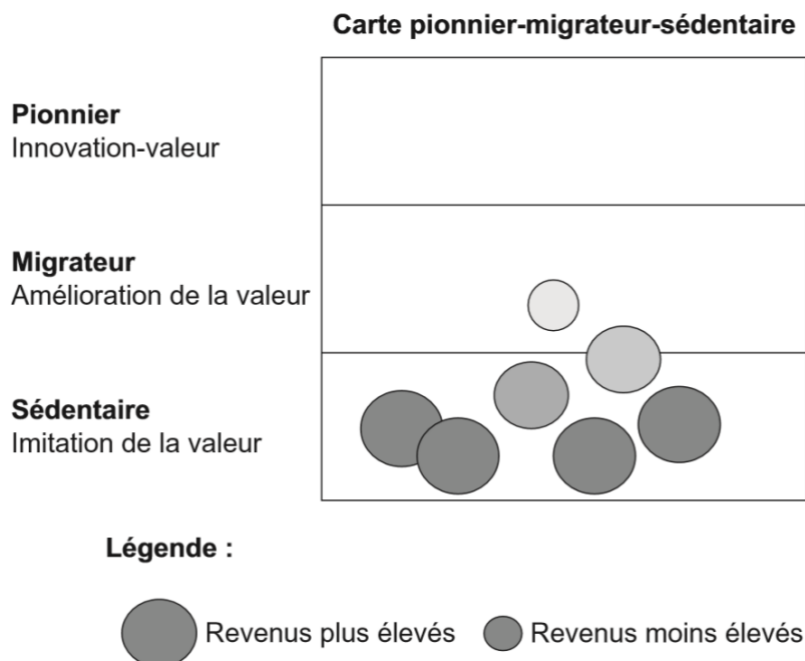 Carte pionnier-migrateur-sédentaire
Pionnier
Innovation-valeur
Migrateur
Amélioration de la valeur
Sédentaire
Imitation de la valeur
Légende :
Revenus plus élevés
Revenus moins élevés